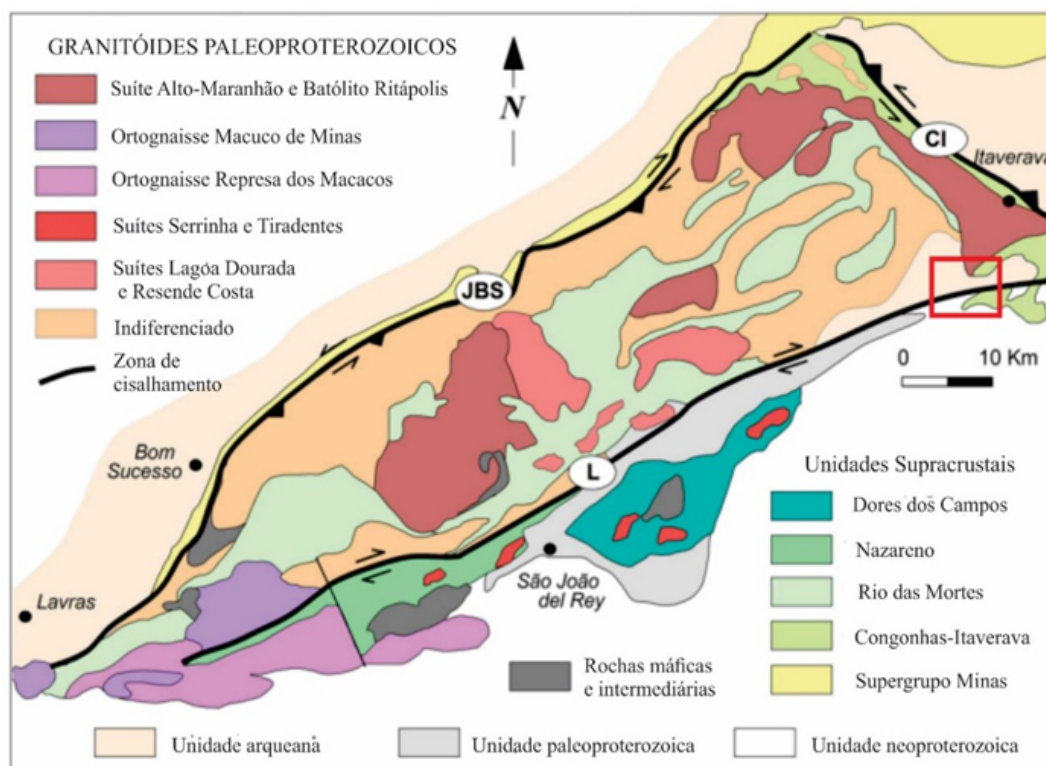 GRANITÓIDES PALEOPROTEROZOICOS
Suíte Alto-Maranhão e Batólito Ritápolis
Ortognaisse Macuco de Minas
Ortognaisse Represa dos Macacos
Suítes Serrinha e Tiradentes
Suítes Lagoa Dourada
e Resende Costa
Indiferenciado
Zona de
cisalhamento
N
CI
Itaverava
JBS
0 10 Km
Bom
Sucesso
L
Lavras
São João
del Rey
Unidades Supracrustais
Dores dos Campos
Nazareno
Rio das Mortes
Congonhas-Itaverava
Supergrupo Minas
Rochas máficas
e intermediárias
Unidade arqueana
Unidade paleoproterozoica
Unidade neoproterozoica